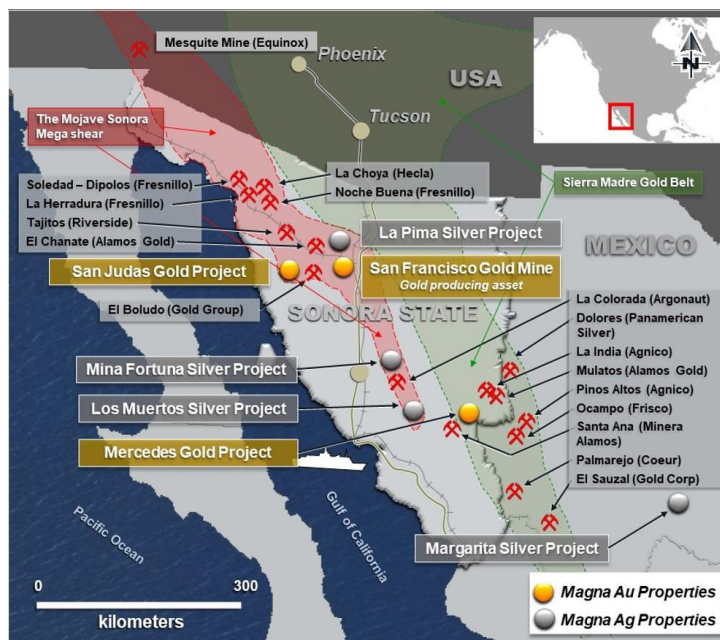 Mesquite Mine (Equinox)
Phoenix
USA
N
The Mojave Sonora
Mega shear
Tucson
La Choya (Hecla)
Soledad – Dipolos (Fresnillo)
Noche Buena (Fresnillo)
La Herradura (Fresnillo)
Sierra Madre Gold Belt
Tajitos (Riverside)
El Chanate (Alamos Gold)
La Pima Silver Project
MEXICO
San Judas Gold Project
San Francisco Gold Mine
Gold producing asset
El Boludo (Gold Group)
SONORA STATE
La Colorada (Argonaut)
Dolores (Panamerican
Silver)
La India (Agnico)
Mulatos (Alamos Gold)
Pinos Altos (Agnico)
Ocampo (Frisco)
Santa Ana (Minera
Alamos)
Palmarejo (Coeur)
El Sauzal (Gold Corp)
Mina Fortuna Silver Project
Los Muertos Silver Project
Mercedes Gold Project
Pacific Ocean
Gulf of California
Margarita Silver Project
0
300
kilometers
Magna Au Properties
Magna Ag Properties